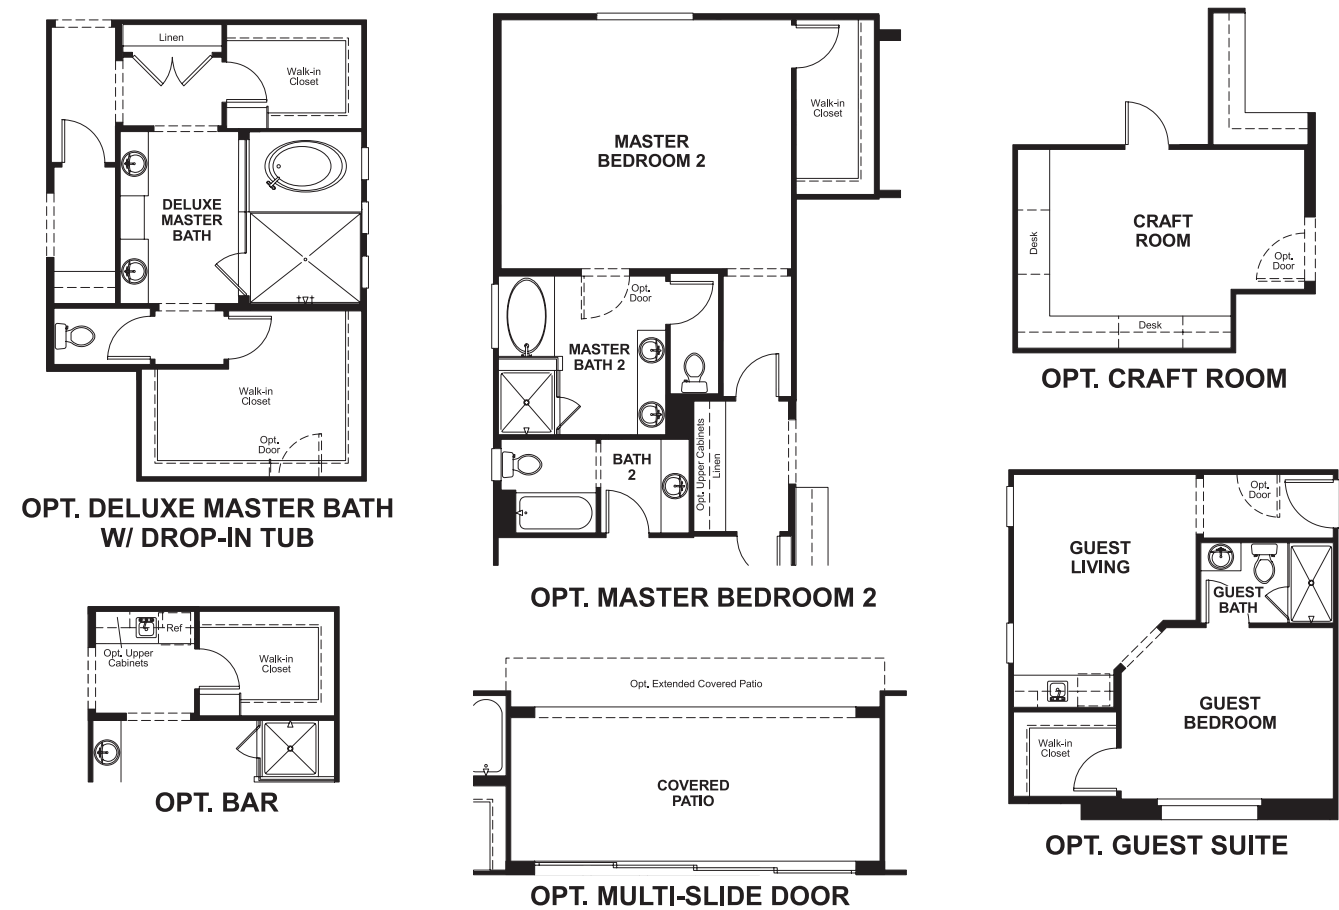 Linen
Walk-in
Closet
DELUXE
MASTER
BATH
Walk-in
Closet
Opt.
Door
OPT. DELUXE MASTER BATH
W/ DROP-IN TUB
Ref
Opt. Upper
Cabinets
Walk-in
Closet
OPT. BAR
MASTER
BEDROOM 2
Walk-in
Closet
Opt.
Door
MASTER
BATH 2
BATH
2
Opt. Upper Cabinets
Linen
OPT. MASTER BEDROOM 2
Opt. Extended Covered Patio
COVERED
PATIO
OPT. MULTI-SLIDE DOOR
CRAFT
ROOM
Desk
Opt.
Door
Desk
OPT. CRAFT ROOM
Opt.
Door
GUEST
LIVING
GUEST
BATH
GUEST
BEDROOM
Walk-in
Closet
OPT. GUEST SUITE